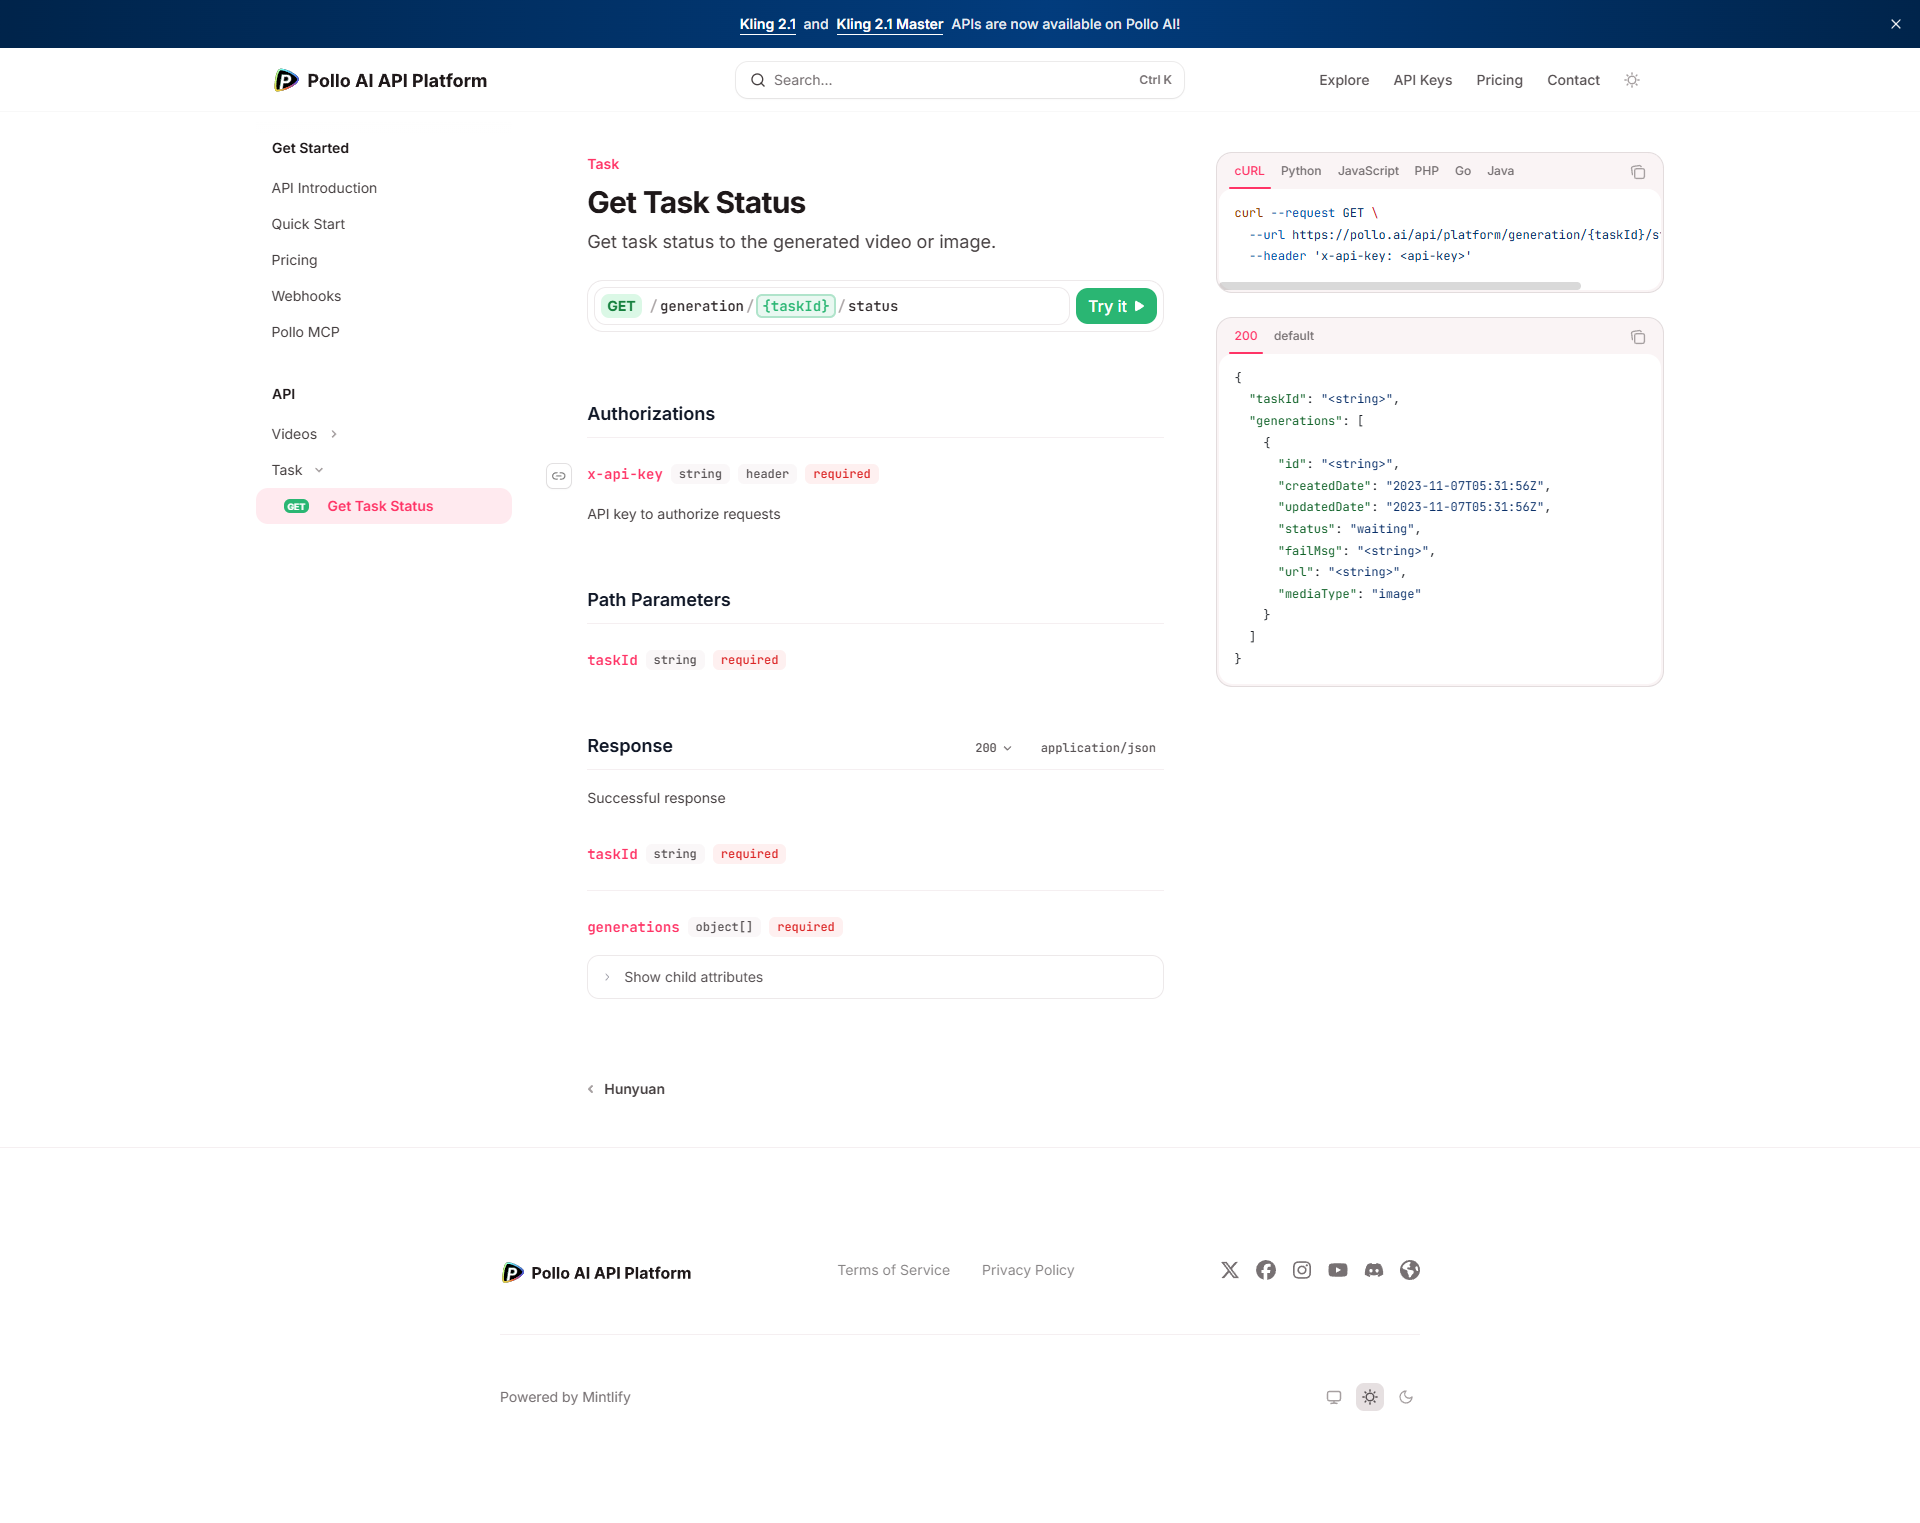 Kling 2.1 and Kling 2.1 Master APIs are now available on Pollo AI!
Pollo AI API Platform
Search...
Ctrl K
Explore
API Keys
Pricing
Contact
Get Started
API Introduction
Quick Start
Pricing
Webhooks
Pollo MCP
API
Videos
Task
GET Get Task Status
Task
Get Task Status
Get task status to the generated video or image.
GET /generation/{taskId}/status
Try it
Authorizations
x-api-key string header required
API key to authorize requests
Path Parameters
taskId string required
Response
200
application/json
Successful response
taskId string required
generations object[] required
Show child attributes
Hunyuan
cURL Python JavaScript PHP Go Java
curl --request GET \
--url https://pollo.ai/api/platform/generation/{taskId}/s
--header 'x-api-key: <api-key>'
200 default
{
"taskId": "<string>",
"generations": [
{
"id": "<string>",
"createdDate": "2023-11-07T05:31:56Z",
"updatedDate": "2023-11-07T05:31:56Z",
"status": "waiting",
"failMsg": "<string>",
"url": "<string>",
"mediaType": "image"
}
]
}
Pollo AI API Platform
Terms of Service
Privacy Policy
Powered by Mintlify